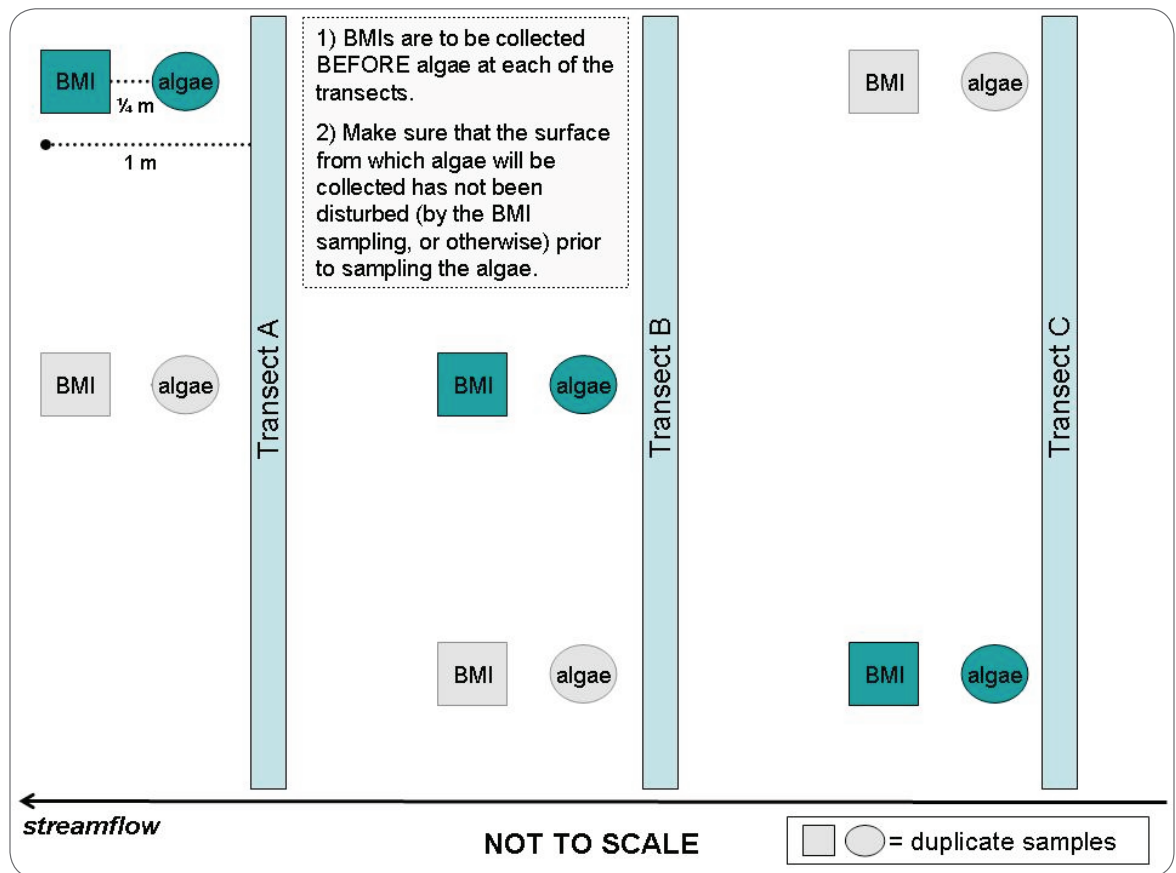 1) BMIs are to be collected
BEFORE algae at each of the
transects.
2) Make sure that the surface
from which algae will be
collected has not been
disturbed (by the BMI
sampling, or otherwise) prior
to sampling the algae.
BMI
algae
¼ m
1 m
BMI
algae
Transect A
BMI
algae
BMI
algae
Transect B
BMI
algae
BMI
algae
Transect C
streamflow
NOT TO SCALE
= duplicate samples